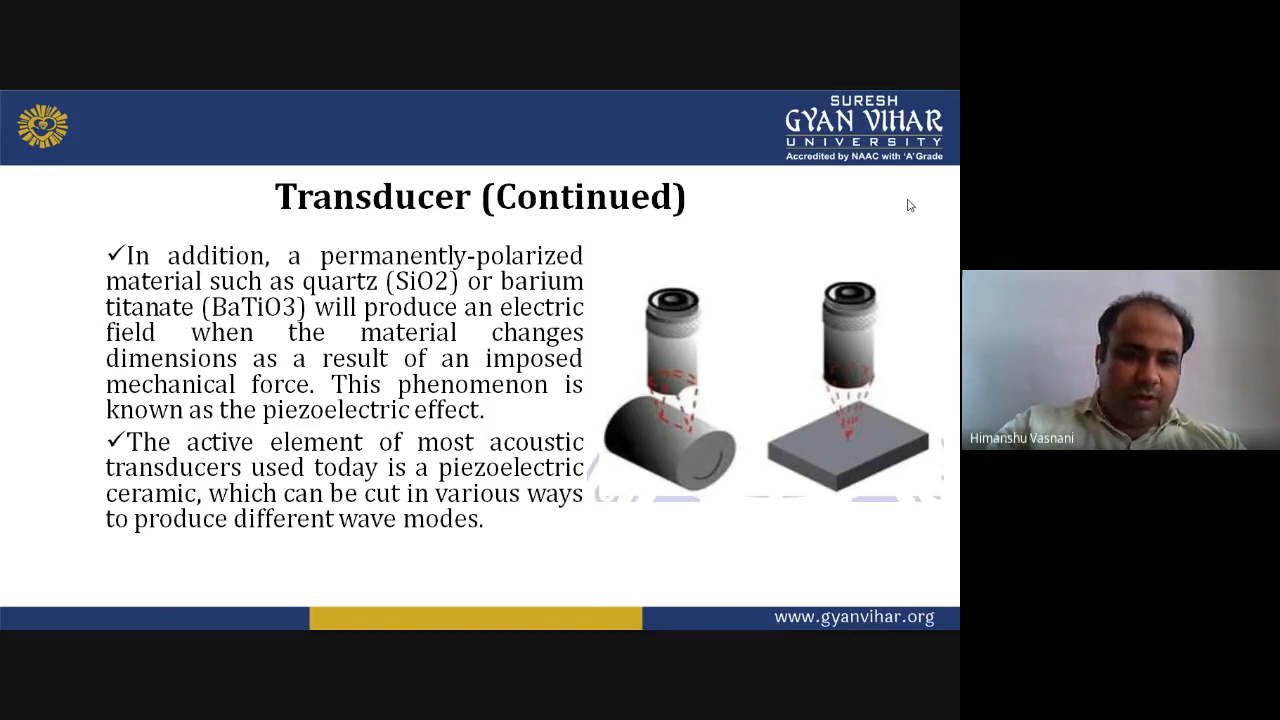 SURESH
GYAN VIHAR
UNIVERSITY
Accredited by NAAC with 'A' Grade
Transducer (Continued)
✓In addition, a permanently-polarized
material such as quartz (SiO2) or barium
titanate (BaTiO3) will produce an electric
field when the material changes
dimensions as a result of an imposed
mechanical force. This phenomenon is
known as the piezoelectric effect.
✓The active element of most acoustic
transducers used today is a piezoelectric
ceramic, which can be cut in various ways
to produce different wave modes.
Himanshu Vasnani
www.gyanvihar.org